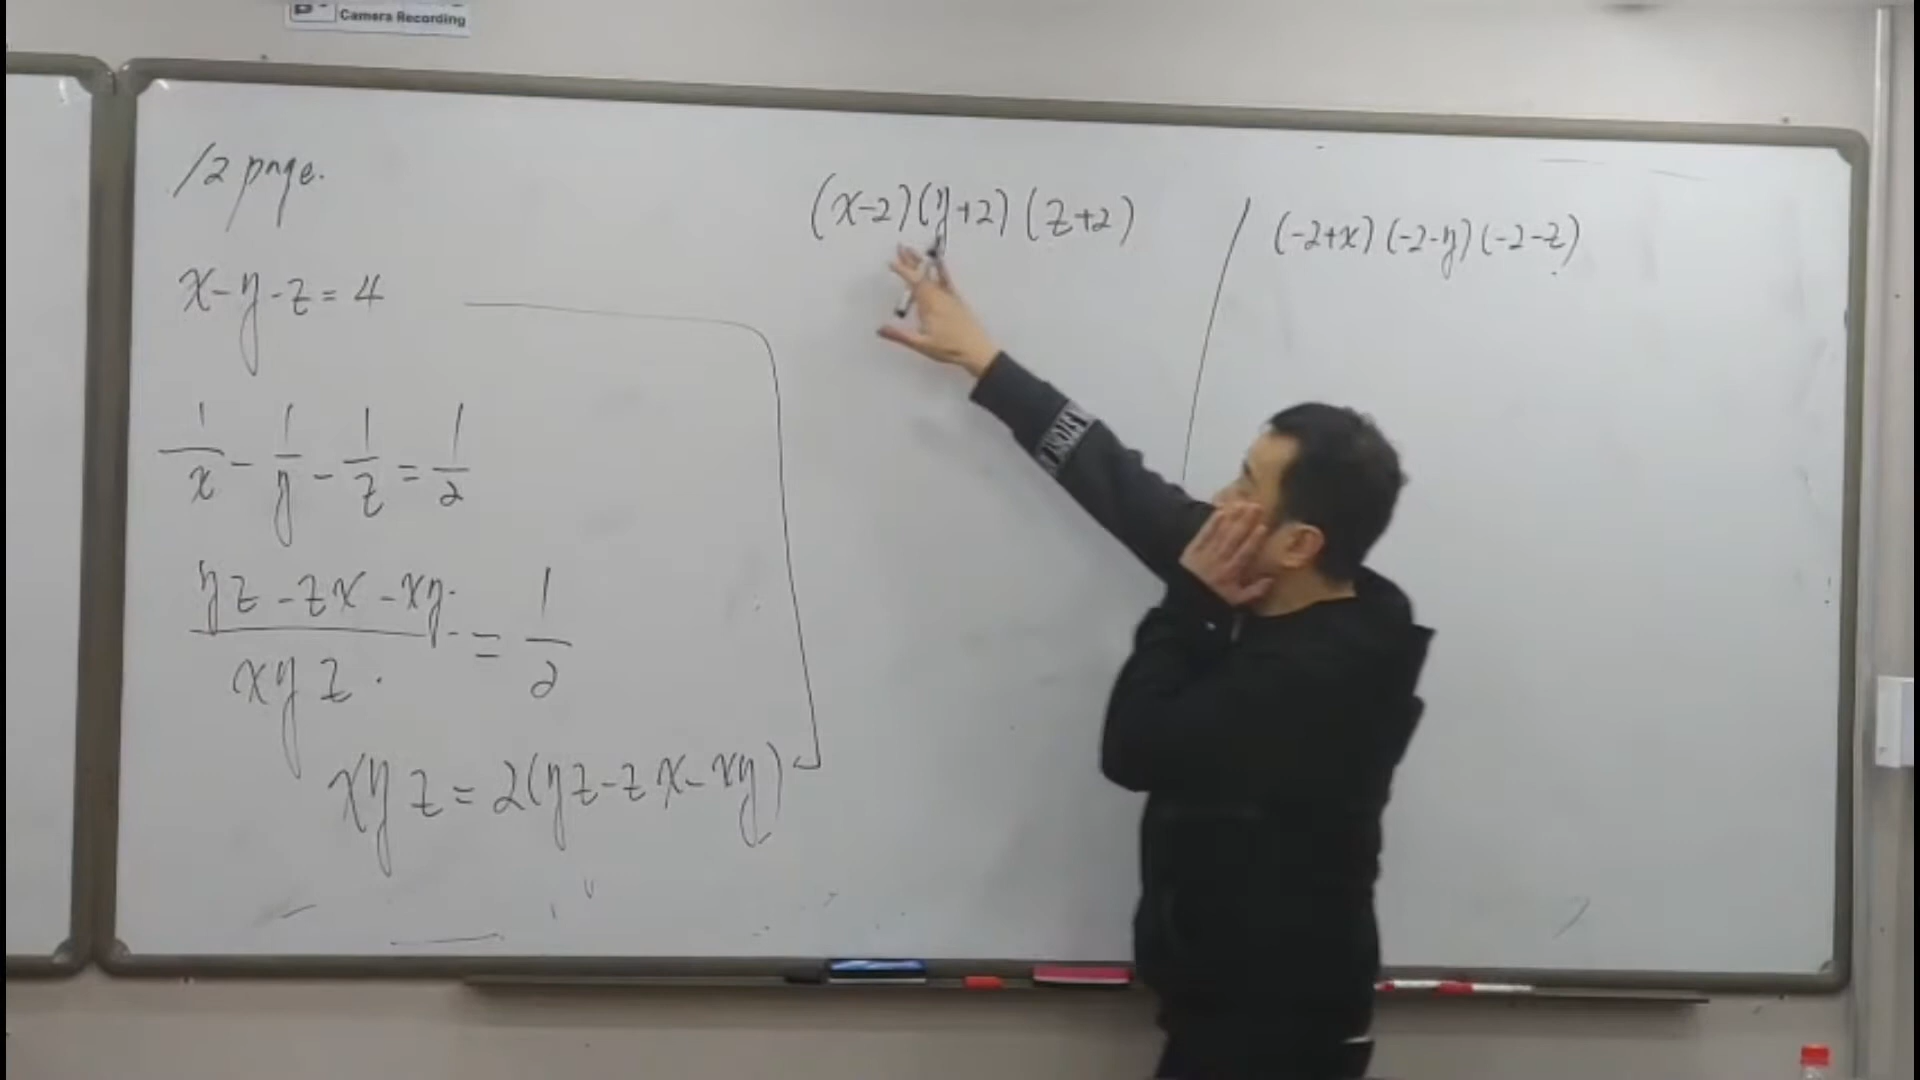 Camera Recording
12 page.
x-y-z=4
1/x - 1/y - 1/z = 1/2
(yz-zx-xy)/(xyz) = 1/2
xyz=2(yz-zx-xy)
(x-2)(y+2)(z+2)
(-2+x)(-2-y)(-2-z)